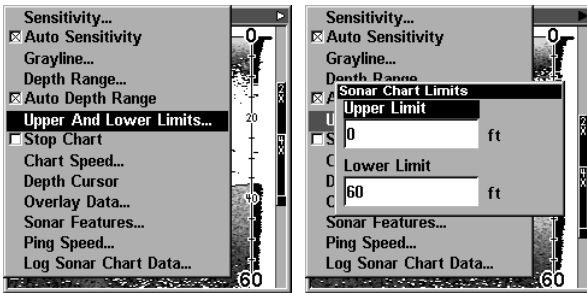 Sensitivity...
Auto Sensitivity
Grayline...
Depth Range...
Auto Depth Range
Upper And Lower Limits...
Stop Chart
Chart Speed...
Depth Cursor
Overlay Data...
Sonar Features...
Ping Speed...
Log Sonar Chart Data...
0
20
40
60
Sensitivity...
Auto Sensitivity
Grayline...
Depth Range...
Sonar Chart Limits
Upper Limit
0 ft
Lower Limit
60 ft
Sonar Features...
Ping Speed...
Log Sonar Chart Data...
0
60